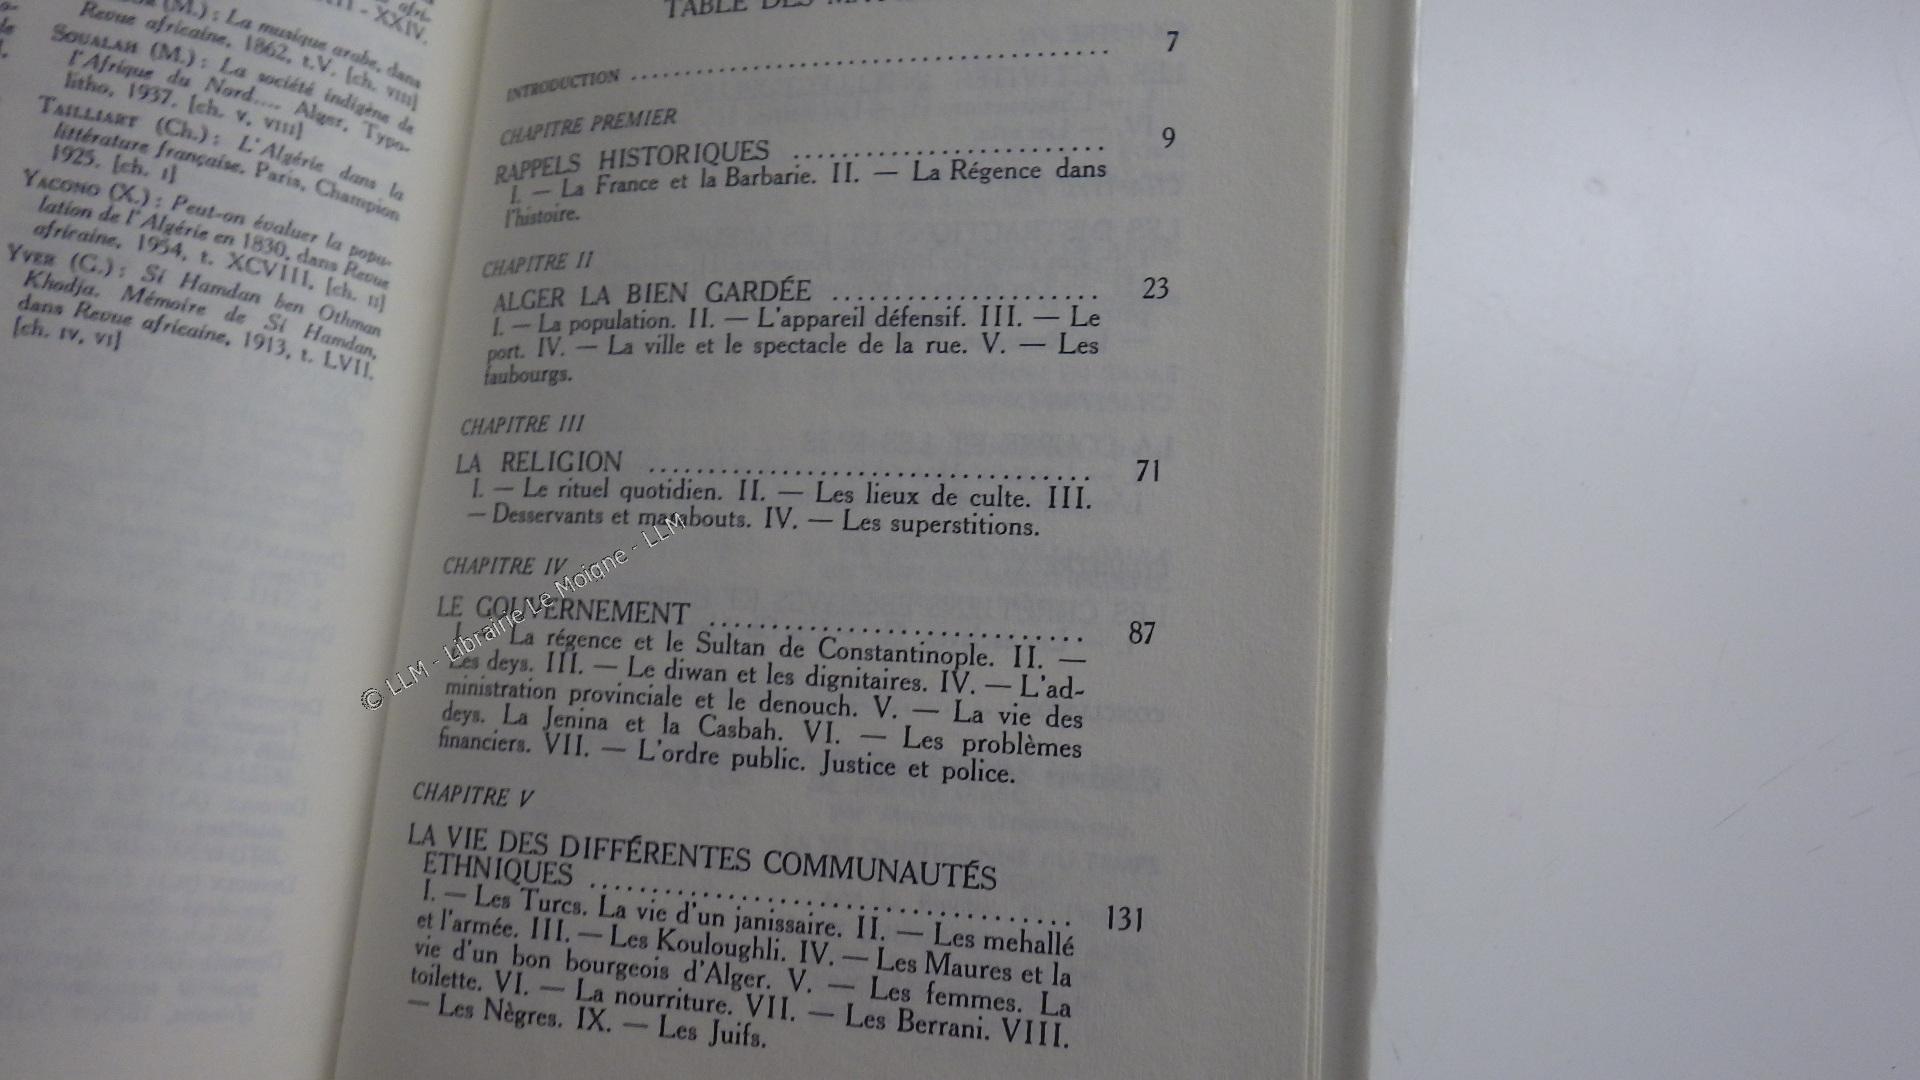 XXIV.
(M.) : La musique arabe, dans
Revue africaine, 1862, t.V. [ch. VIII]
SOUALAH (M.) : La société indigène de
l'Afrique du Nord.... Alger, Typo-
litho, 1937. [ch. V, VIII]
TAILLIART (Ch.) : L'Algérie dans la
littérature française. Paris, Champion
1925. [ch. I]
YACONO (X.) : Peut-on évaluer la popu-
lation de l'Algérie en 1830, dans Revue
africaine, 1954, t. XCVIII, [ch. II]
YVER (G.) : Si Hamdan ben Othman
Khodja. Mémoire de Si Hamdan,
dans Revue africaine, 1913, t. LVII.
[ch. IV, VI]
TABLE DES
INTRODUCTION .......... 7
CHAPITRE PREMIER
RAPPELS HISTORIQUES .......... 9
I. — La France et la Barbarie. II. — La Régence dans
l'histoire.
CHAPITRE II
ALGER LA BIEN GARDÉE .......... 23
I. — La population. II. — L'appareil défensif. III. — Le
port. IV. — La ville et le spectacle de la rue. V. — Les
faubourgs.
CHAPITRE III
LA RELIGION .......... 71
I. — Le rituel quotidien. II. — Les lieux de culte. III.
— Desservants et marabouts. IV. — Les superstitions.
CHAPITRE IV
LE GOUVERNEMENT .......... 87
I. — La régence et le Sultan de Constantinople. II. —
Les deys. III. — Le diwan et les dignitaires. IV. — L'ad-
ministration provinciale et le denouch. V. — La vie des
deys. La Jenina et la Casbah. VI. — Les problèmes
financiers. VII. — L'ordre public. Justice et police.
CHAPITRE V
LA VIE DES DIFFÉRENTES COMMUNAUTÉS
ETHNIQUES .......... 131
I. — Les Turcs. La vie d'un janissaire. II. — Les mehallé
et l'armée. III. — Les Kouloughli. IV. — Les Maures et la
vie d'un bon bourgeois d'Alger. V. — Les femmes. La
toilette. VI. — La nourriture. VII. — Les Berrani. VIII.
— Les Nègres. IX. — Les Juifs.
© LLM - Librairie Le Moigne - LLM